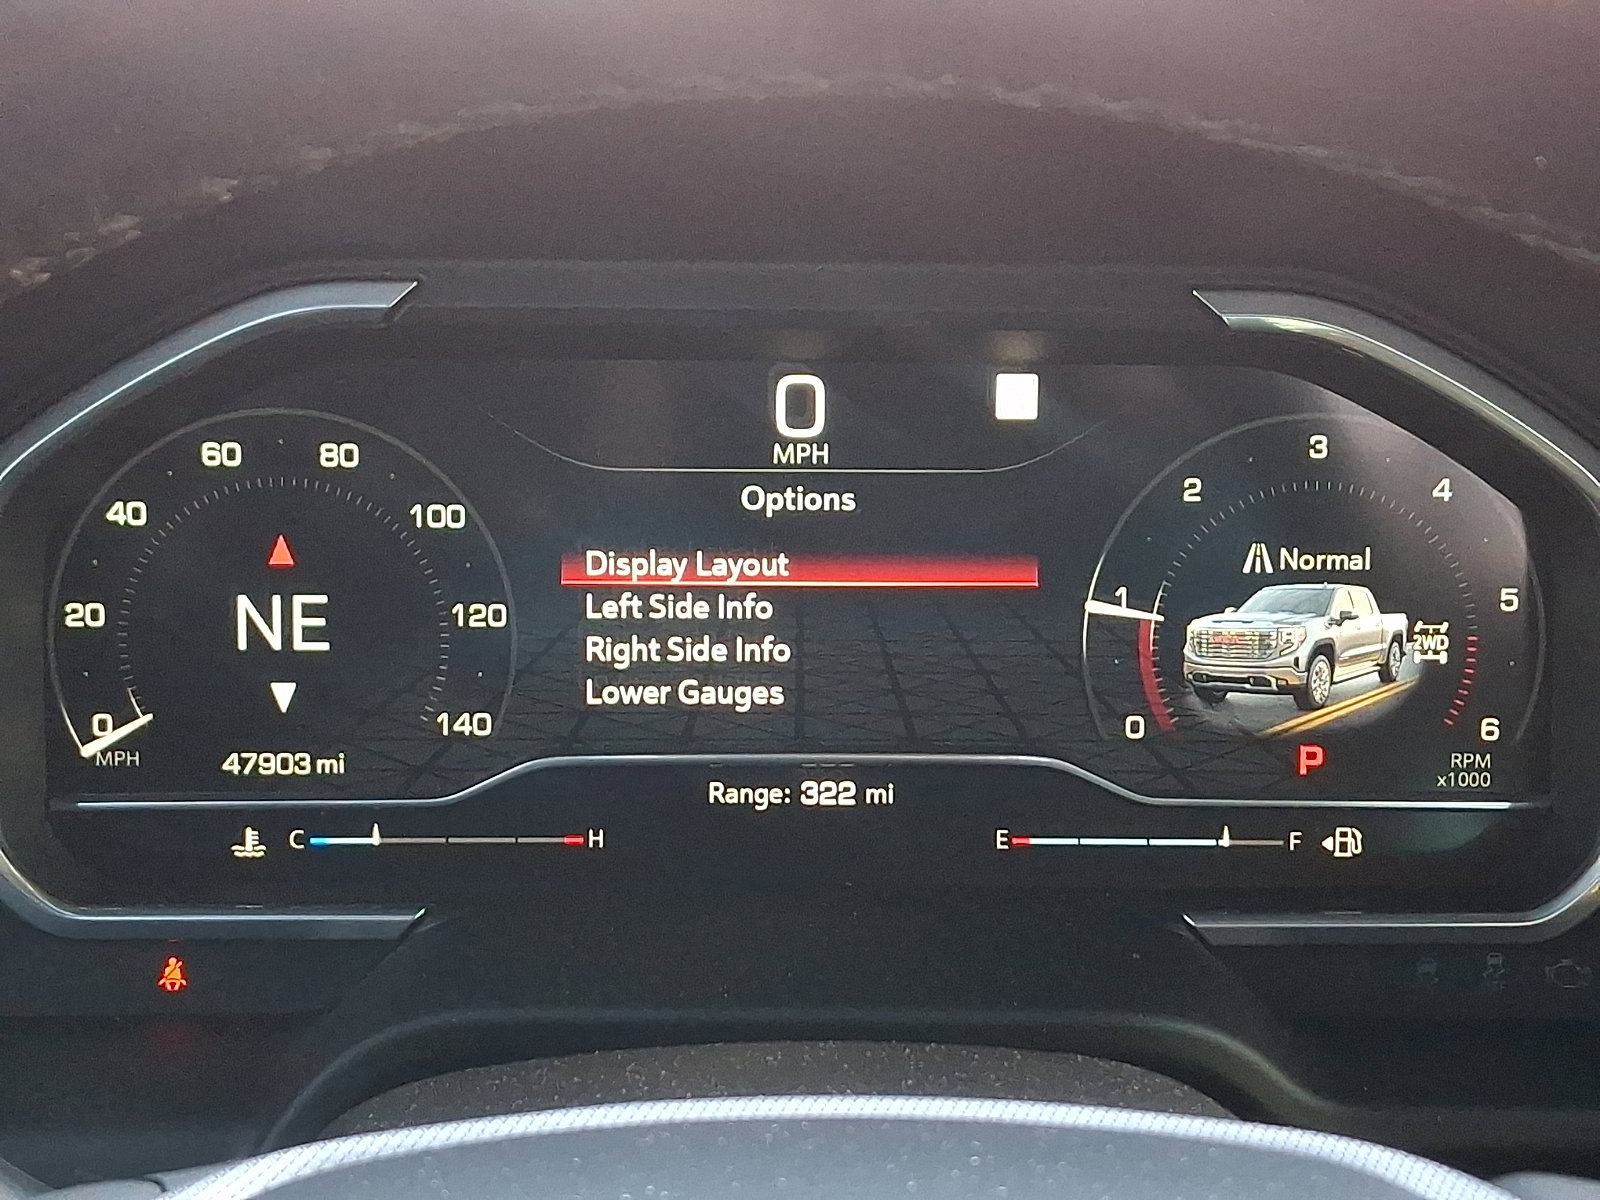 0
MPH
Options
Display Layout
Left Side Info
Right Side Info
Lower Gauges
0
20
40
60
80
100
120
140
MPH
NE
47903 mi
0
1
2
3
4
5
6
Normal
2WD
P
RPM
x1000
Range: 322 mi
C
H
E
F